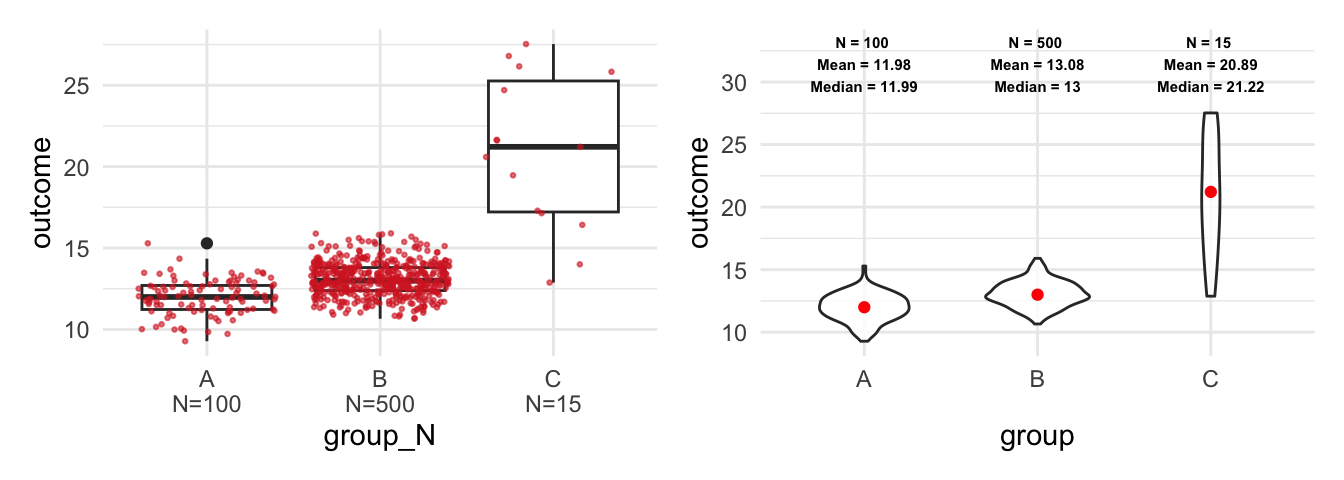 outcome
25
20
15
10
A
B
C
N=100
N=500
N=15
group_N
outcome
30
25
20
15
10
N = 100
Mean = 11.98
Median = 11.99
N = 500
Mean = 13.08
Median = 13
N = 15
Mean = 20.89
Median = 21.22
A
B
C
group